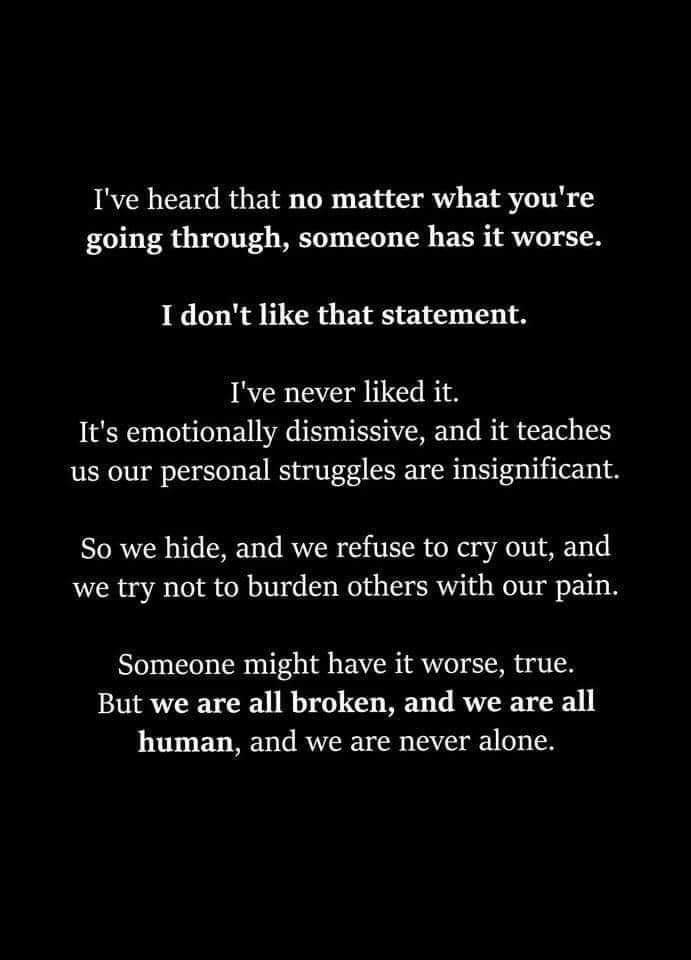 I've heard that no matter what you're
going through, someone has it worse.
I don't like that statement.
I've never liked it.
It's emotionally dismissive, and it teaches
us our personal struggles are insignificant.
So we hide, and we refuse to cry out, and
we try not to burden others with our pain.
Someone might have it worse, true.
But we are all broken, and we are all
human, and we are never alone.